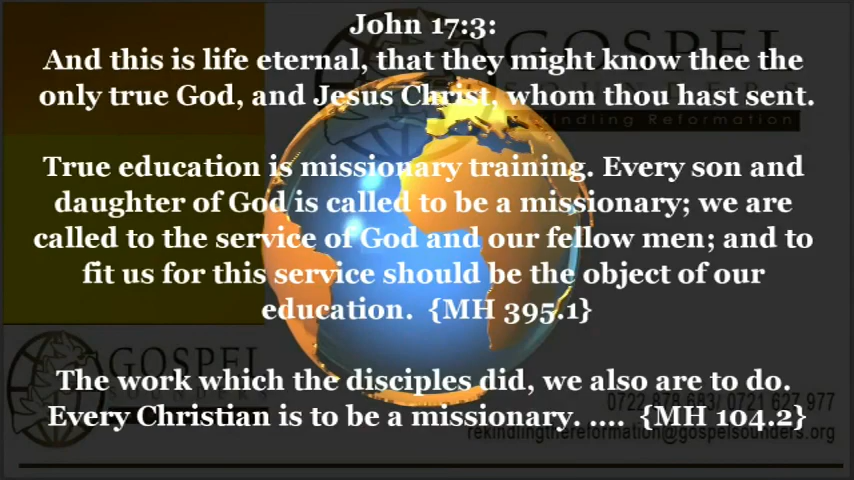 John 17:3:
And this is life eternal, that they might know thee the
only true God, and Jesus Christ, whom thou hast sent.
True education is missionary training. Every son and
daughter of God is called to be a missionary; we are
called to the service of God and our fellow men; and to
fit us for this service should be the object of our
education. {MH 395.1}
The work which the disciples did, we also are to do.
Every Christian is to be a missionary. .... {MH 104.2}
GOSPEL
SOUNDERS
Rekindling Reformation
GOSPEL
SOUNDERS
0722 878 683/ 0721 627 977
rekindlingthereformation@gospelsounders.org